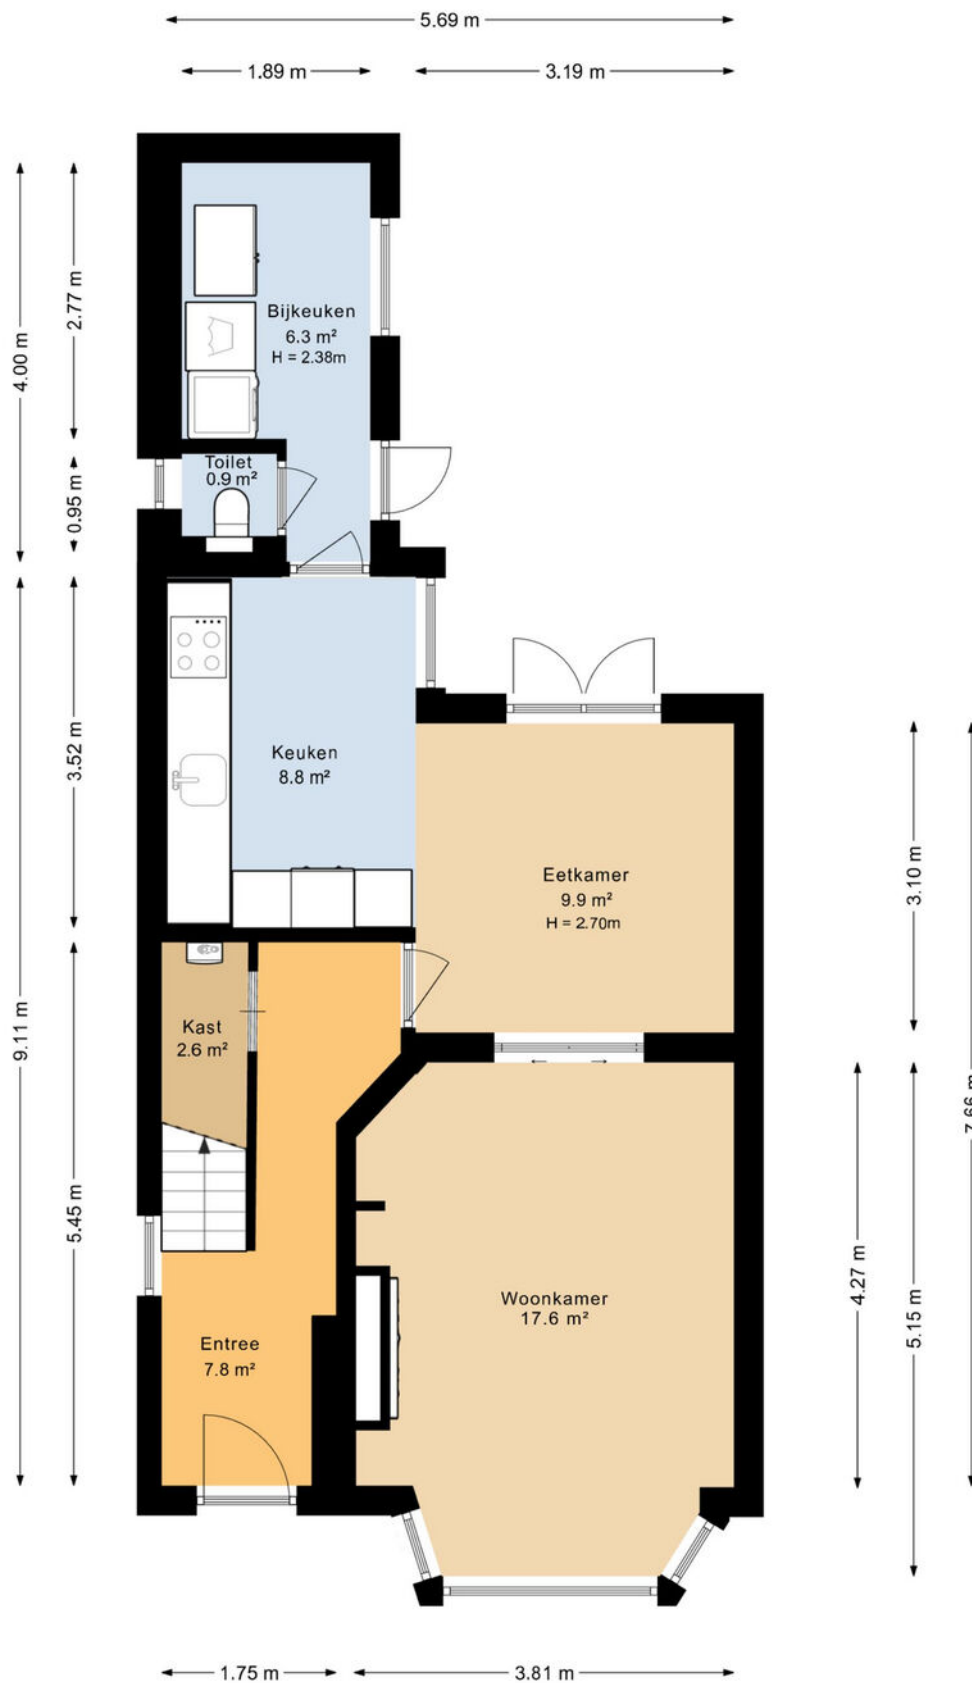 5.69 m
1.89 m
3.19 m
2.77 m
4.00 m
Bijkeuken
6.3 m²
H = 2.38m
Toilet
0.9 m²
0.95 m
3.52 m
Keuken
8.8 m²
Eetkamer
9.9 m²
H = 2.70m
3.10 m
9.11 m
Kast
2.6 m²
7.66 m
5.45 m
4.27 m
5.15 m
Woonkamer
17.6 m²
Entree
7.8 m²
1.75 m
3.81 m